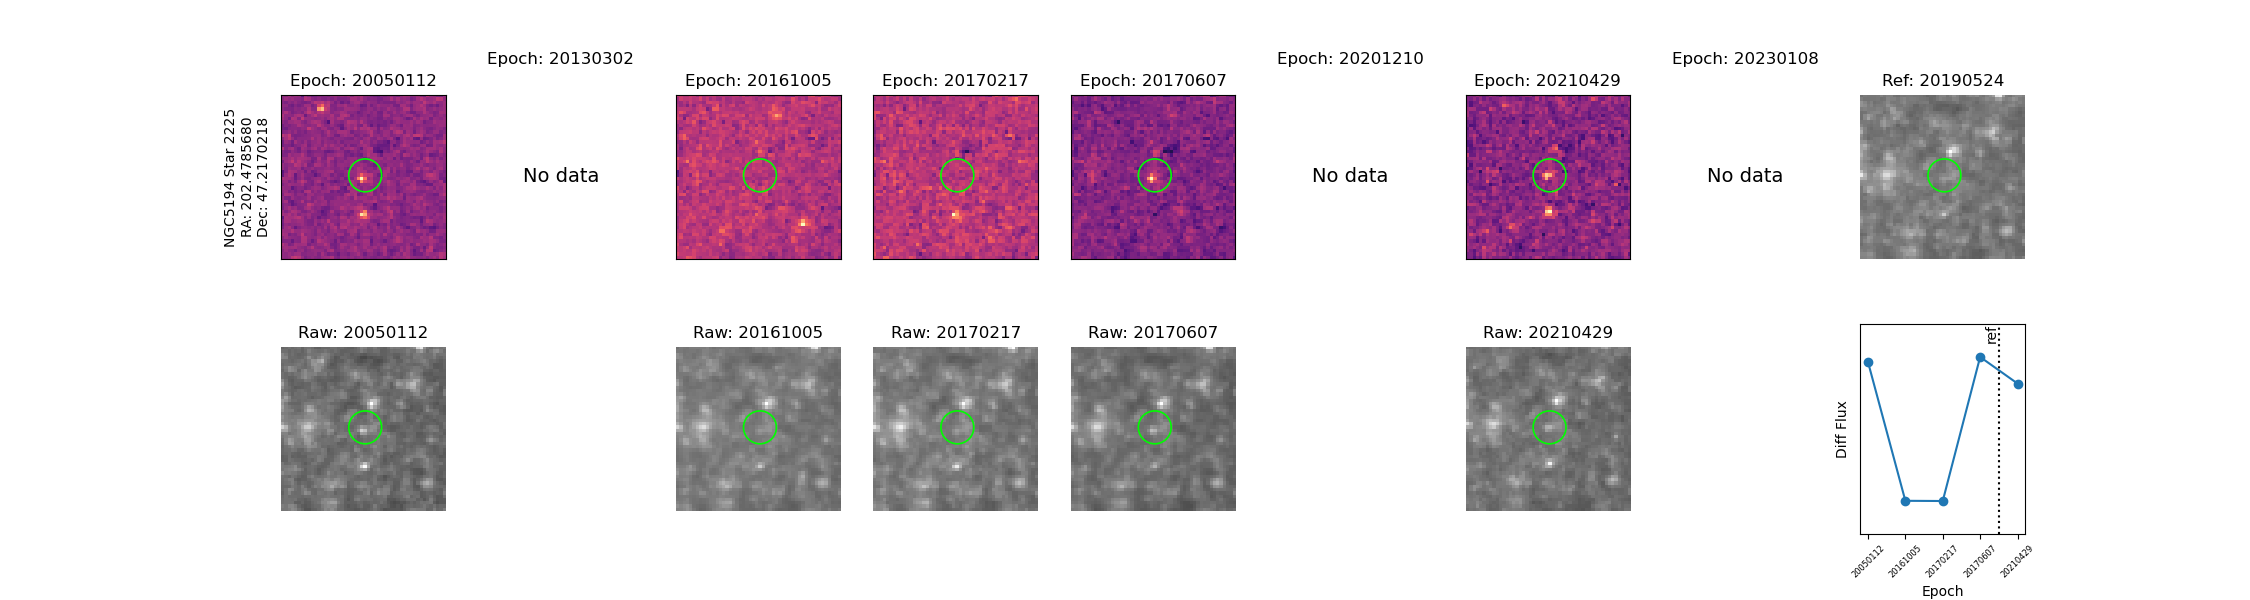 Epoch: 20130302
Epoch: 20201210
Epoch: 20230108
Epoch: 20050112
Epoch: 20161005
Epoch: 20170217
Epoch: 20170607
Epoch: 20210429
Ref: 20190524
NGC5194 Star 2225
RA: 202.4785680
Dec: 47.2170218
No data
No data
No data
Raw: 20050112
Raw: 20161005
Raw: 20170217
Raw: 20170607
Raw: 20210429
ref
Diff Flux
20050112
20161005
20170217
20170607
20210429
Epoch